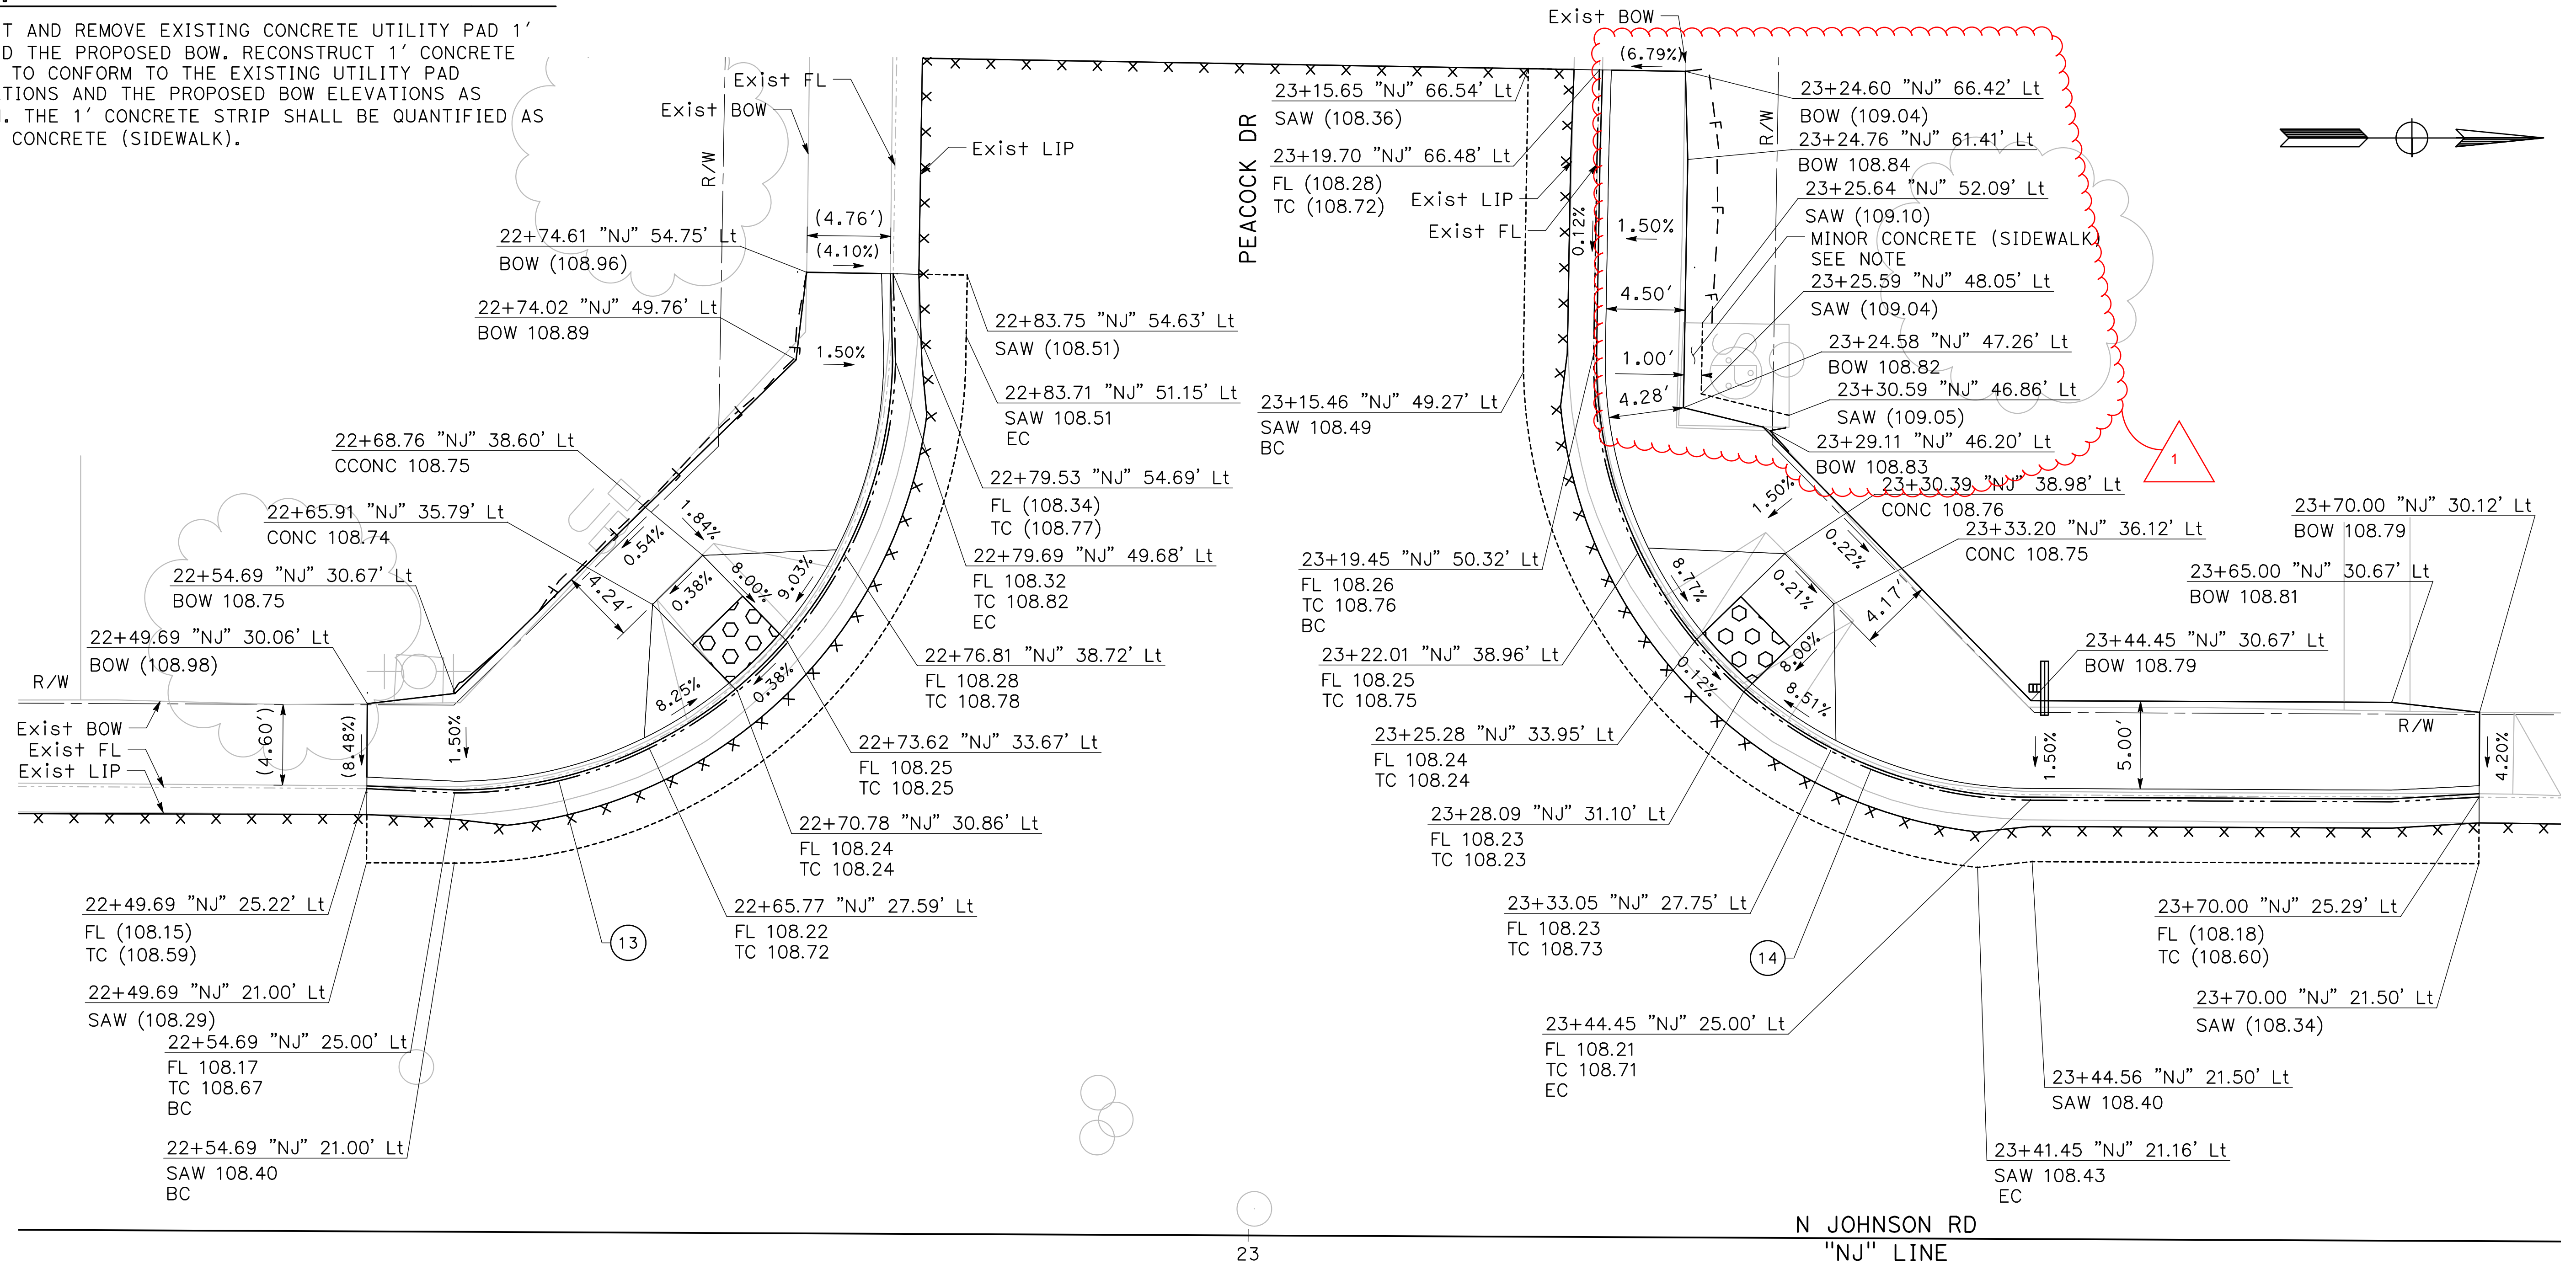 T AND REMOVE EXISTING CONCRETE UTILITY PAD 1'
D THE PROPOSED BOW. RECONSTRUCT 1' CONCRETE
TO CONFORM TO THE EXISTING UTILITY PAD
TIONS AND THE PROPOSED BOW ELEVATIONS AS
. THE 1' CONCRETE STRIP SHALL BE QUANTIFIED AS
CONCRETE (SIDEWALK).
Exist FL
Exist BOW
Exist LIP
R/W
(4.76')
(4.10%)
22+74.61 "NJ" 54.75' Lt
BOW (108.96)
22+74.02 "NJ" 49.76' Lt
BOW 108.89
1.50%
22+68.76 "NJ" 38.60' Lt
CCONC 108.75
22+65.91 "NJ" 35.79' Lt
CONC 108.74
22+54.69 "NJ" 30.67' Lt
BOW 108.75
22+49.69 "NJ" 30.06' Lt
BOW (108.98)
R/W
Exist BOW
Exist FL
Exist LIP
(4.60')
(8.48%)
1.50%
4.24'
0.54%
1.84%
0.38%
8.00%
9.03%
8.25%
0.38%
22+83.75 "NJ" 54.63' Lt
SAW (108.51)
22+83.71 "NJ" 51.15' Lt
SAW 108.51
EC
22+79.53 "NJ" 54.69' Lt
FL (108.34)
TC (108.77)
22+79.69 "NJ" 49.68' Lt
FL 108.32
TC 108.82
EC
22+76.81 "NJ" 38.72' Lt
FL 108.28
TC 108.78
22+73.62 "NJ" 33.67' Lt
FL 108.25
TC 108.25
22+70.78 "NJ" 30.86' Lt
FL 108.24
TC 108.24
22+65.77 "NJ" 27.59' Lt
FL 108.22
TC 108.72
13
22+49.69 "NJ" 25.22' Lt
FL (108.15)
TC (108.59)
22+49.69 "NJ" 21.00' Lt
SAW (108.29)
22+54.69 "NJ" 25.00' Lt
FL 108.17
TC 108.67
BC
22+54.69 "NJ" 21.00' Lt
SAW 108.40
BC
PEACOCK DR
Exist BOW
(6.79%)
23+15.65 "NJ" 66.54' Lt
SAW (108.36)
23+19.70 "NJ" 66.48' Lt
FL (108.28)
TC (108.72)
Exist LIP
Exist FL
0.12%
1.50%
4.50'
1.00'
4.28'
R/W
23+24.60 "NJ" 66.42' Lt
BOW (109.04)
23+24.76 "NJ" 61.41' Lt
BOW 108.84
23+25.64 "NJ" 52.09' Lt
SAW (109.10)
MINOR CONCRETE (SIDEWALK)
SEE NOTE
23+25.59 "NJ" 48.05' Lt
SAW (109.04)
23+24.58 "NJ" 47.26' Lt
BOW 108.82
23+30.59 "NJ" 46.86' Lt
SAW (109.05)
23+29.11 "NJ" 46.20' Lt
BOW 108.83
1
23+30.39 "NJ" 38.98' Lt
CONC 108.76
23+33.20 "NJ" 36.12' Lt
CONC 108.75
23+15.46 "NJ" 49.27' Lt
SAW 108.49
BC
23+19.45 "NJ" 50.32' Lt
FL 108.26
TC 108.76
BC
23+22.01 "NJ" 38.96' Lt
FL 108.25
TC 108.75
23+25.28 "NJ" 33.95' Lt
FL 108.24
TC 108.24
23+28.09 "NJ" 31.10' Lt
FL 108.23
TC 108.23
23+33.05 "NJ" 27.75' Lt
FL 108.23
TC 108.73
14
1.50%
0.22%
8.77%
0.21%
4.17'
8.00%
8.51%
0.12%
23+70.00 "NJ" 30.12' Lt
BOW 108.79
23+65.00 "NJ" 30.67' Lt
BOW 108.81
23+44.45 "NJ" 30.67' Lt
BOW 108.79
R/W
1.50%
5.00'
4.20%
23+70.00 "NJ" 25.29' Lt
FL (108.18)
TC (108.60)
23+70.00 "NJ" 21.50' Lt
SAW (108.34)
23+44.45 "NJ" 25.00' Lt
FL 108.21
TC 108.71
EC
23+44.56 "NJ" 21.50' Lt
SAW 108.40
23+41.45 "NJ" 21.16' Lt
SAW 108.43
EC
N JOHNSON RD
"NJ" LINE
23